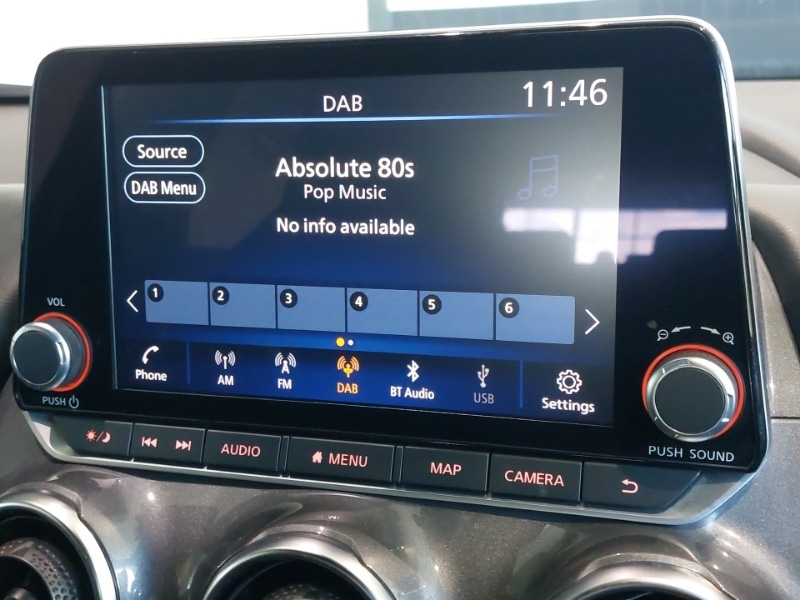 DAB 11:46
Source
DAB Menu
Absolute 80s
Pop Music
No info available
1 2 3 4 5 6
Phone AM FM DAB BT Audio USB Settings
VOL
PUSH
PUSH SOUND
AUDIO MENU MAP CAMERA